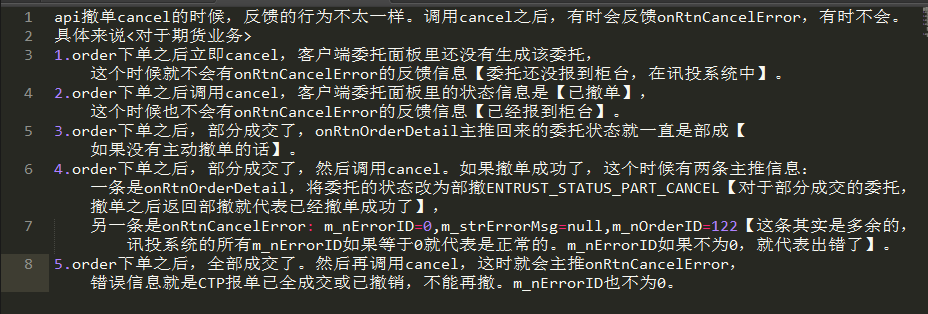 1 api撤单cancel的时候，反馈的行为不太一样。调用cancel之后，有时会反馈onRtnCancelError，有时不会。
2 具体来说<对于期货业务>
3 1.order下单之后立即cancel，客户端委托面板里还没有生成该委托，
这个时候就不会有onRtnCancelError的反馈信息【委托还没报到柜台，在讯投系统中】。
4 2.order下单之后调用cancel，客户端委托面板里的状态信息是【已撤单】，
这个时候也不会有onRtnCancelError的反馈信息【已经报到柜台】。
5 3.order下单之后，部分成交了，onRtnOrderDetail主推回来的委托状态就一直是部成【
如果没有主动撤单的话】。
6 4.order下单之后，部分成交了，然后调用cancel。如果撤单成功了，这个时候有两条主推信息：
一条是onRtnOrderDetail，将委托的状态改为部撤ENTRUST_STATUS_PART_CANCEL【对于部分成交的委托，
撤单之后返回部撤就代表已经撤单成功了】，
7 另一条是onRtnCancelError: m_nErrorID=0,m_strErrorMsg=null,m_nOrderID=122【这条其实是多余的，
讯投系统的所有m_nErrorID如果等于0就代表是正常的。m_nErrorID如果不为0，就代表出错了】。
8 5.order下单之后，全部成交了。然后再调用cancel，这时就会主推onRtnCancelError，
错误信息就是CTP报单已全成交或已撤销，不能再撤。m_nErrorID也不为0。